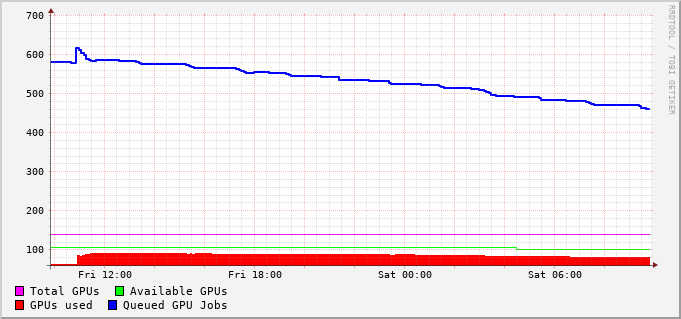 700
600
500
400
300
200
100
Fri 12:00 Fri 18:00 Sat 00:00 Sat 06:00
Total GPUs Available GPUs
GPUs used Queued GPU Jobs
RRDTOOL / TOBI OETIKER